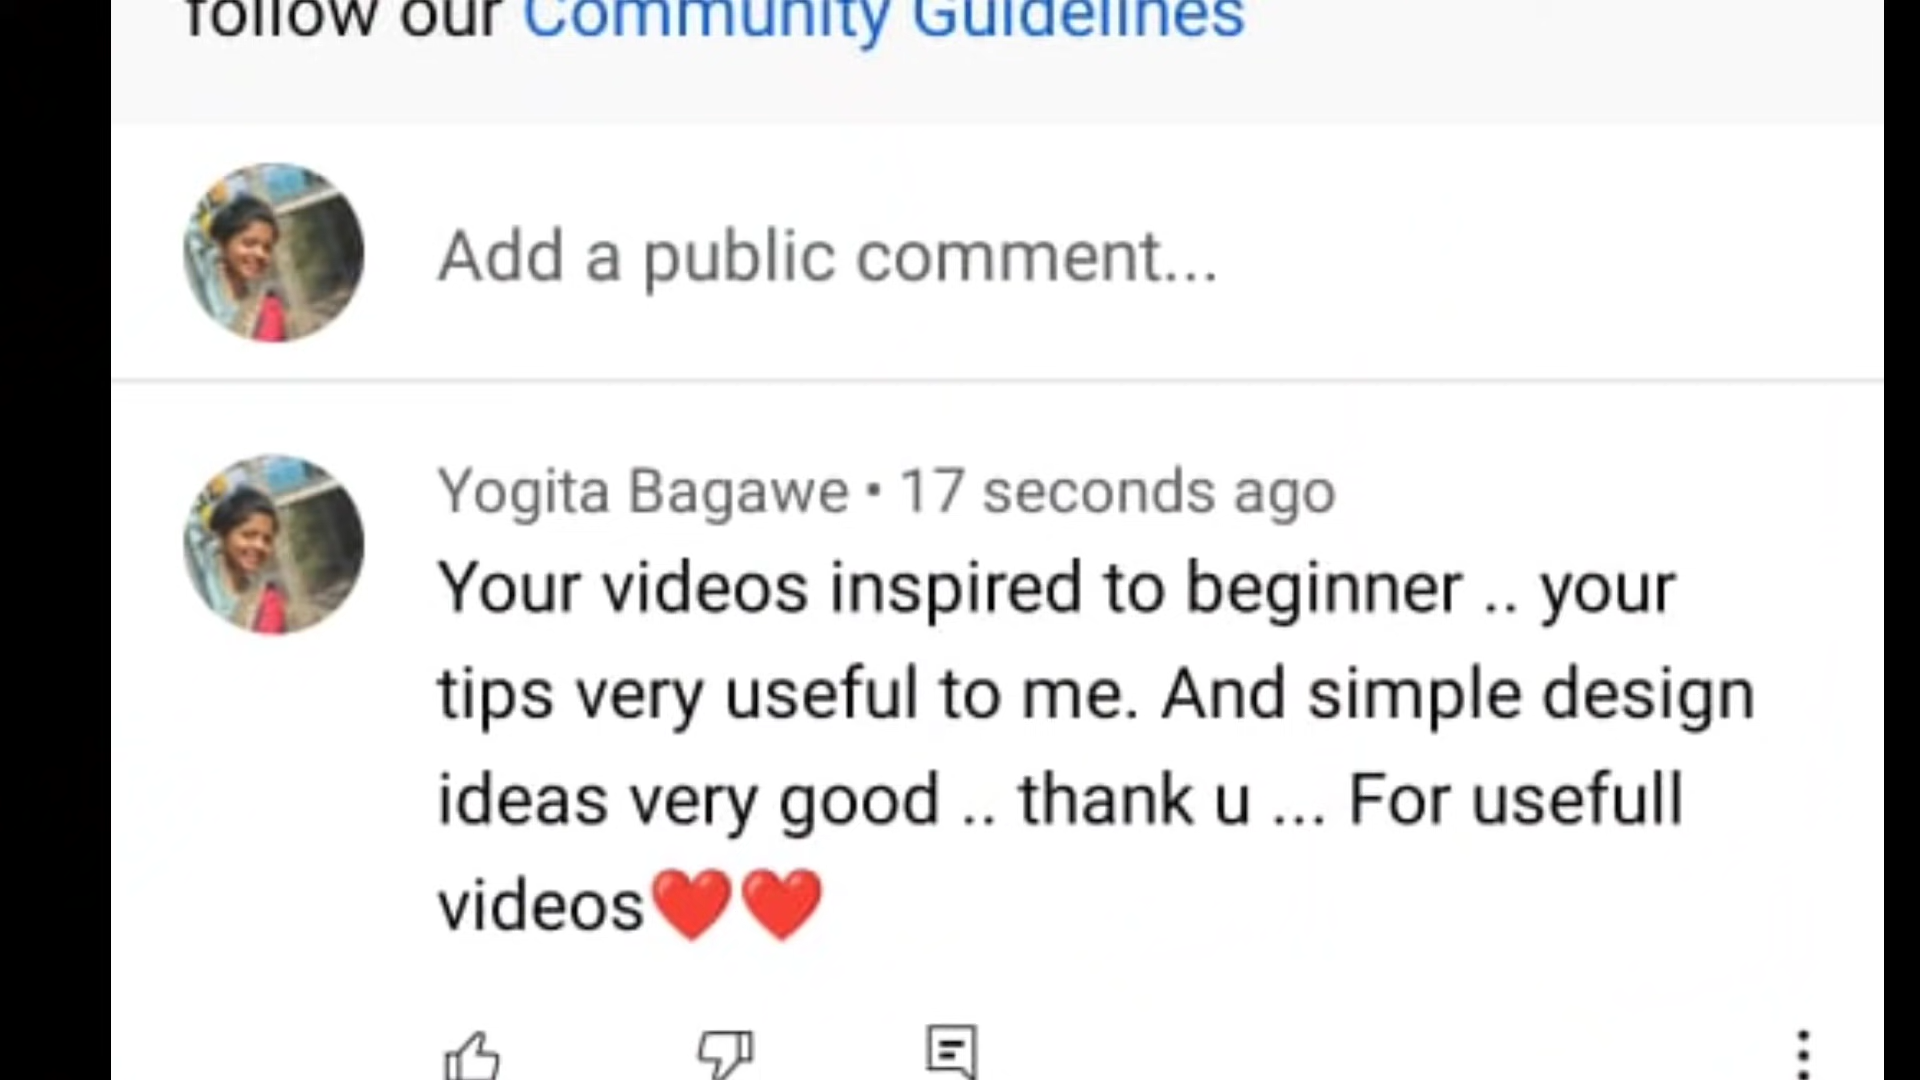 follow our Community Guidelines
Add a public comment...
Yogita Bagawe • 17 seconds ago
Your videos inspired to beginner .. your
tips very useful to me. And simple design
ideas very good .. thank u ... For usefull
videos❤️❤️